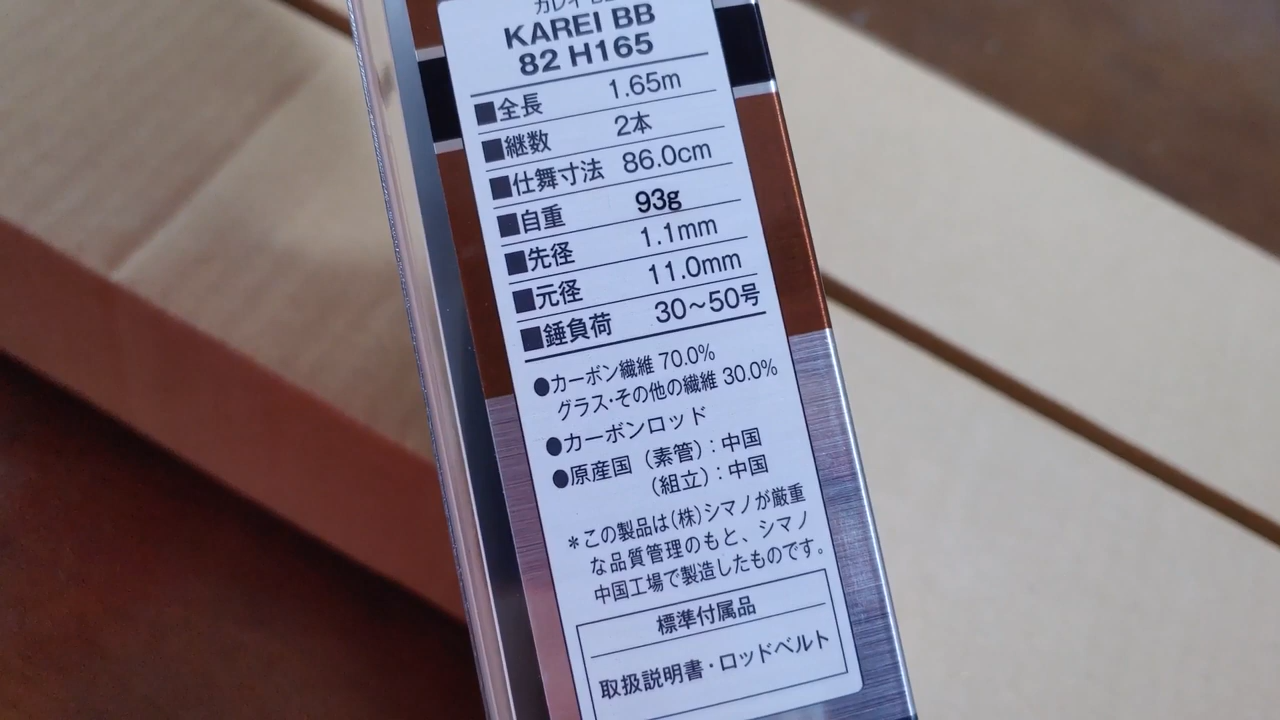 カレイ BB
KAREI BB
82 H165
■全長 1.65m
■継数 2本
■仕舞寸法 86.0cm
■自重 93g
■先径 1.1mm
■元径 11.0mm
■錘負荷 30～50号
●カーボン繊維 70.0%
グラス・その他の繊維 30.0%
●カーボンロッド
●原産国（素管）：中国
（組立）：中国
＊この製品は(株)シマノが厳重
な品質管理のもと、シマノ
中国工場で製造したものです。
標準付属品
取扱説明書・ロッドベルト